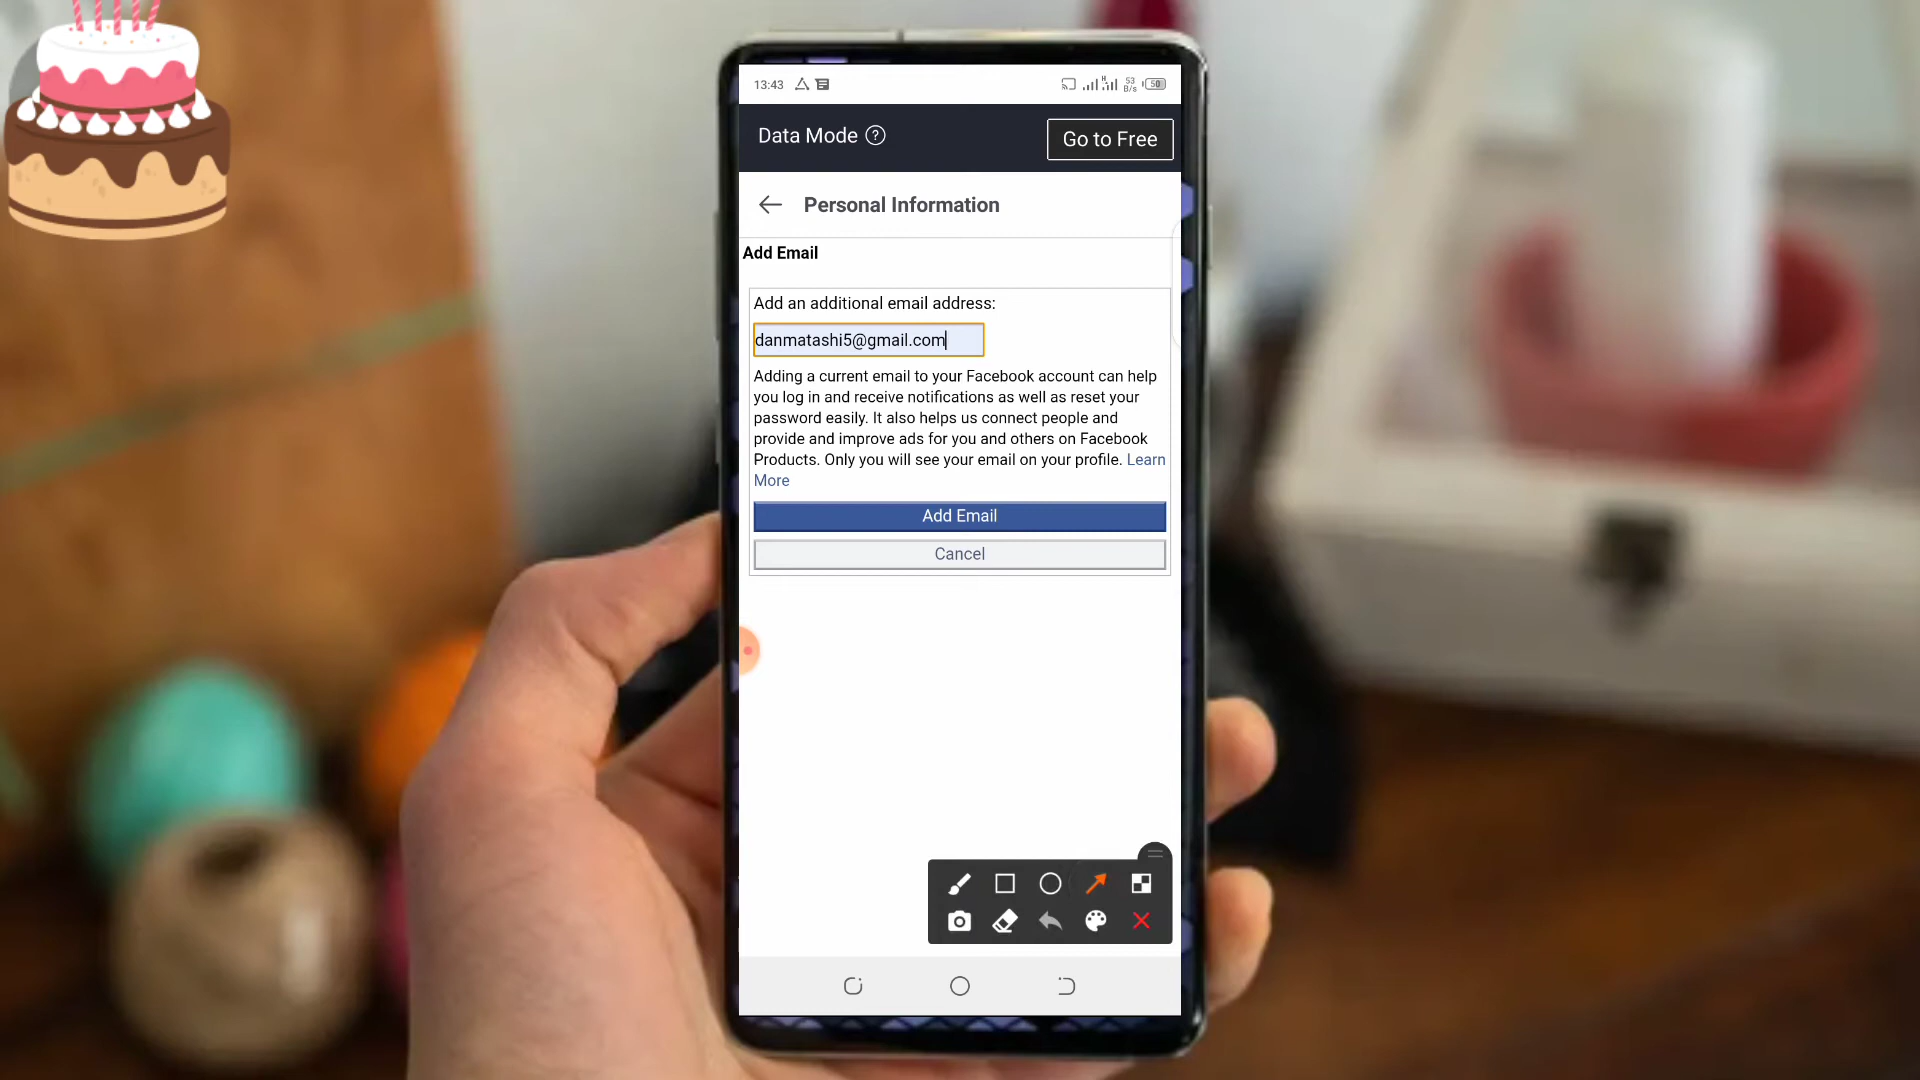 13:43
H
53
B/s
50
Data Mode ?
Go to Free
Personal Information
Add Email
Add an additional email address:
danmatashi5@gmail.com
Adding a current email to your Facebook account can help
you log in and receive notifications as well as reset your
password easily. It also helps us connect people and
provide and improve ads for you and others on Facebook
Products. Only you will see your email on your profile. Learn
More
Add Email
Cancel